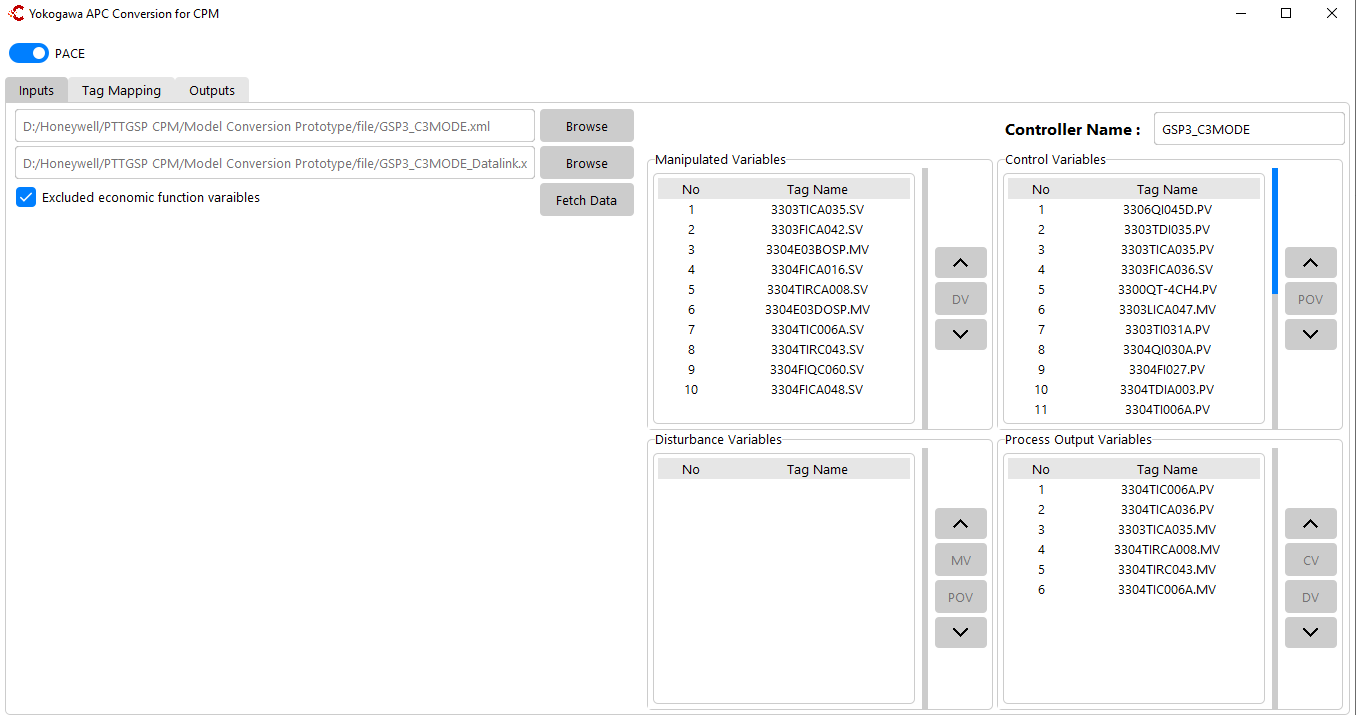 Yokogawa APC Conversion for CPM
PACE
Inputs Tag Mapping Outputs
D:/Honeywell/PTTGSP CPM/Model Conversion Prototype/file/GSP3_C3MODE.xml Browse
D:/Honeywell/PTTGSP CPM/Model Conversion Prototype/file/GSP3_C3MODE_Datalink.x Browse
Excluded economic function varaibles Fetch Data
Controller Name : GSP3_C3MODE
Manipulated Variables
No Tag Name
1 3303TICA035.SV
2 3303FICA042.SV
3 3304E03BOSP.MV
4 3304FICA016.SV
5 3304TIRCA008.SV
6 3304E03DOSP.MV
7 3304TIC006A.SV
8 3304TIRC043.SV
9 3304FIQC060.SV
10 3304FICA048.SV
DV
Control Variables
No Tag Name
1 3306QI045D.PV
2 3303TDI035.PV
3 3303TICA035.PV
4 3303FICA036.SV
5 3300QT-4CH4.PV
6 3303LICA047.MV
7 3303TI031A.PV
8 3304QI030A.PV
9 3304FI027.PV
10 3304TDIA003.PV
11 3304TI006A.PV
POV
Disturbance Variables
No Tag Name
MV
POV
Process Output Variables
No Tag Name
1 3304TIC006A.PV
2 3304TICA036.PV
3 3303TICA035.MV
4 3304TIRCA008.MV
5 3304TIRC043.MV
6 3304TIC006A.MV
CV
DV